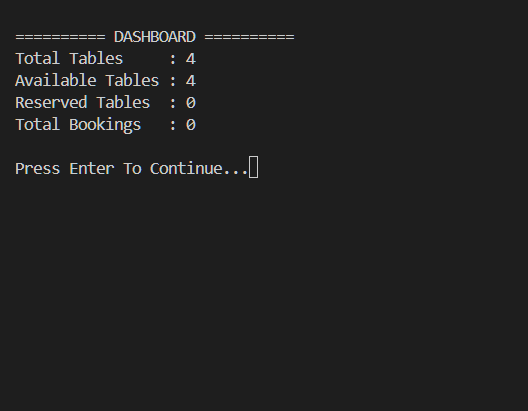 ========== DASHBOARD ==========
Total Tables     : 4
Available Tables : 4
Reserved Tables  : 0
Total Bookings   : 0
Press Enter To Continue...